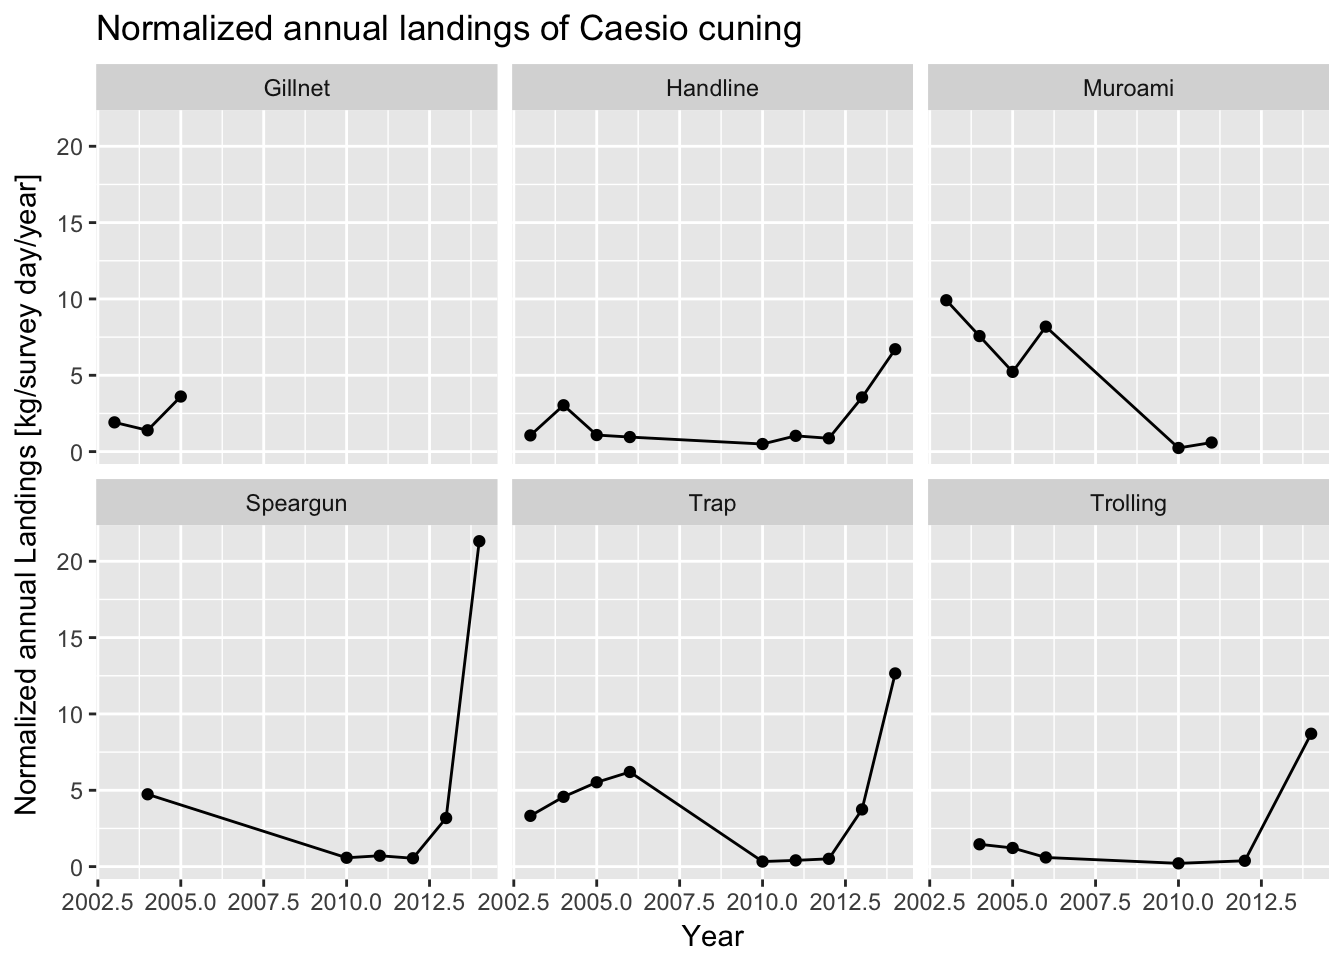 Normalized annual landings of Caesio cuning
Gillnet
Handline
Muroami
20
15
10
5
0
Normalized annual Landings [kg/survey day/year]
Speargun
Trap
Trolling
20
15
10
5
0
2002.5 2005.0 2007.5 2010.0 2012.5
2002.5 2005.0 2007.5 2010.0 2012.5
2002.5 2005.0 2007.5 2010.0 2012.5
Year